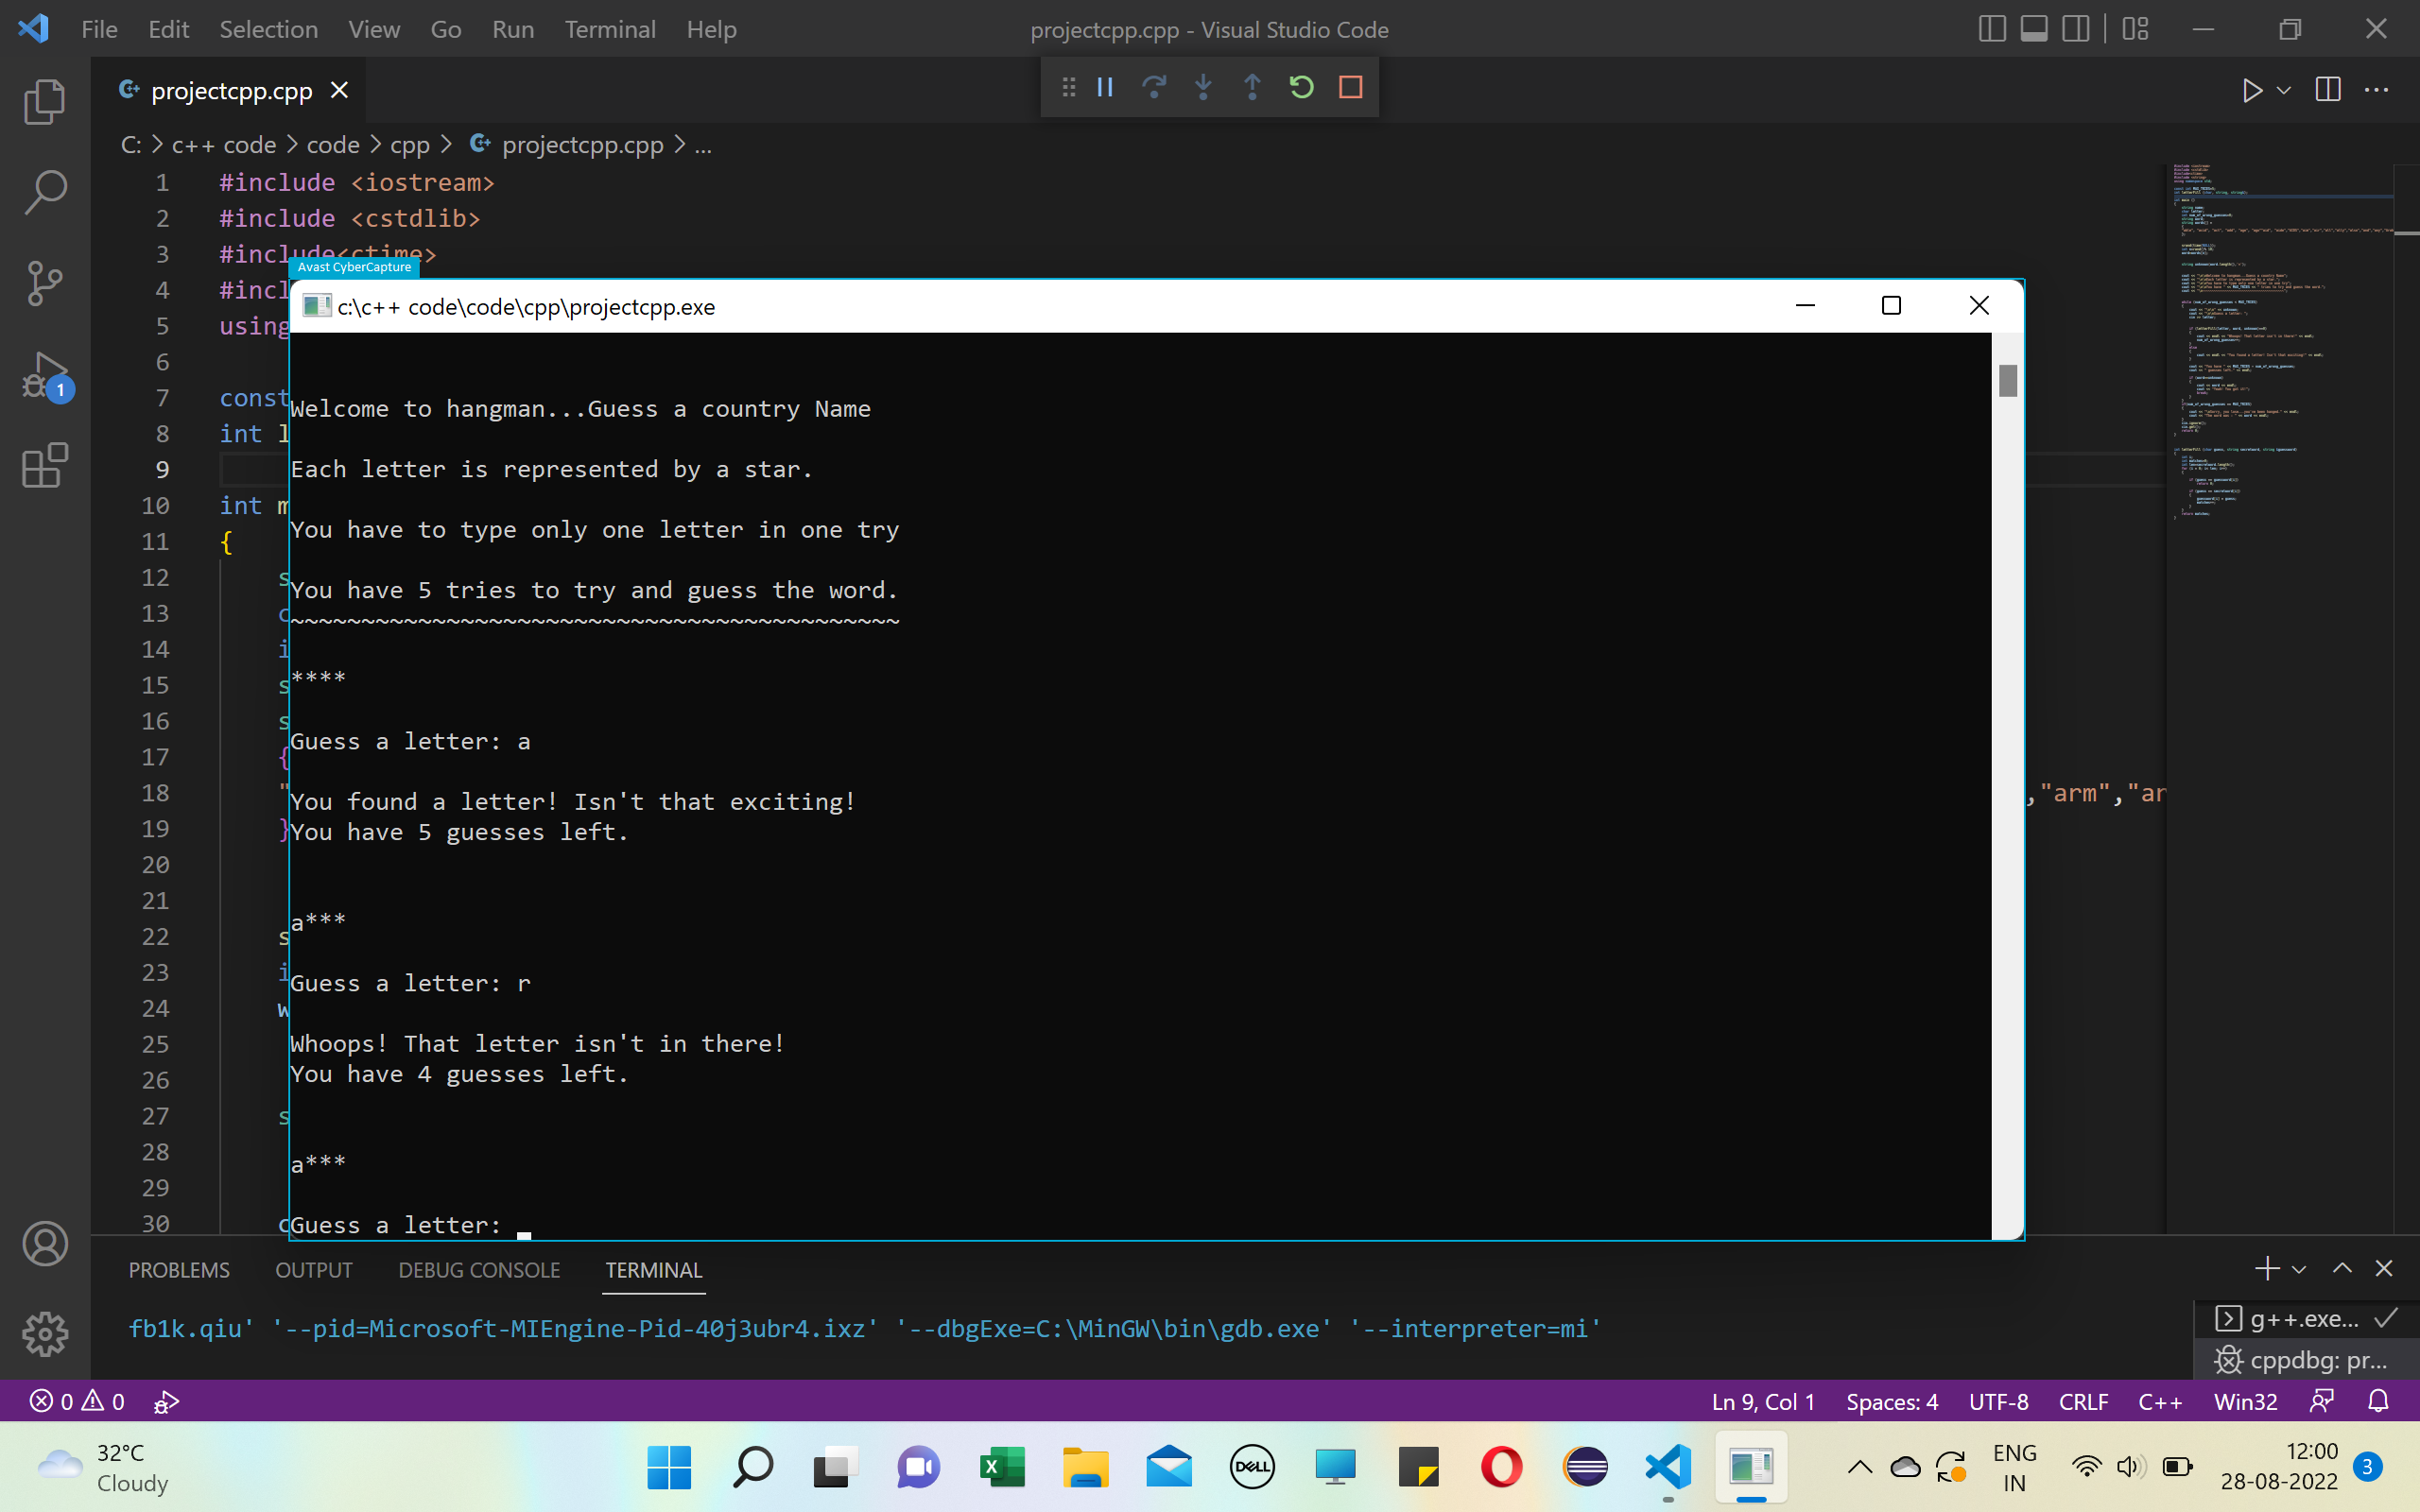 File Edit Selection View Go Run Terminal Help
projectcpp.cpp - Visual Studio Code
projectcpp.cpp
C: > c++ code > code > cpp > projectcpp.cpp > ...
1 #include <iostream>
2 #include <cstdlib>
3 #include<ctime>
4 #incl
5 using
6
7 const
8 int l
9
10 int m
11 {
12 s
13 c
14 i
15 s
16 s
17 {
18 " ,"arm","ar
19 }
20
21
22 s
23 i
24 w
25
26
27 s
28
29
30 c
Avast CyberCapture
c:\c++ code\code\cpp\projectcpp.exe
Welcome to hangman...Guess a country Name
Each letter is represented by a star.
You have to type only one letter in one try
You have 5 tries to try and guess the word.
~~~~~~~~~~~~~~~~~~~~~~~~~~~~~~~~~~~~~~~~~~~
****
Guess a letter: a
You found a letter! Isn't that exciting!
You have 5 guesses left.
a***
Guess a letter: r
Whoops! That letter isn't in there!
You have 4 guesses left.
a***
Guess a letter:
1
PROBLEMS OUTPUT DEBUG CONSOLE TERMINAL
fb1k.qiu' '--pid=Microsoft-MIEngine-Pid-40j3ubr4.ixz' '--dbgExe=C:\MinGW\bin\gdb.exe' '--interpreter=mi'
g++.exe...
cppdbg: pr...
0 0
Ln 9, Col 1 Spaces: 4 UTF-8 CRLF C++ Win32
32°C
Cloudy
DELL
ENG
IN
12:00
28-08-2022
3